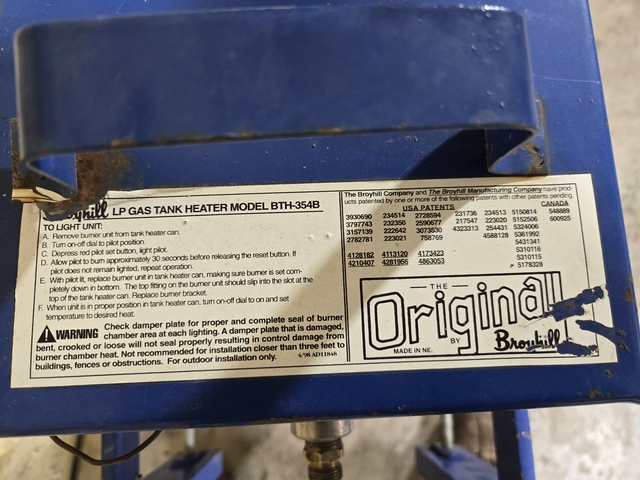 Broyhill LP GAS TANK HEATER MODEL BTH-354B
TO LIGHT UNIT:
A. Remove burner unit from tank heater can.
B. Turn on-off dial to pilot position.
C. Depress red pilot set button, light pilot.
D. Allow pilot to burn approximately 30 seconds before releasing the reset button. If
pilot does not remain lighted, repeat operation.
E. With pilot lit, replace burner unit in tank heater can, making sure burner is set com-
pletely down in bottom. The top fitting on the burner unit should slip into the slot at the
top of the tank heater can. Replace burner bracket.
F. When unit is in proper position in tank heater can, turn on-off dial to on and set
temperature to desired heat.
WARNING Check damper plate for proper and complete seal of burner
chamber area at each lighting. A damper plate that is damaged,
bent, crooked or loose will not seal properly resulting in control damage from
burner chamber heat. Not recommended for installation closer than three feet to
buildings, fences or obstructions. For outdoor installation only. 4/98 AD11848
The Broyhill Company and The Broyhill Manufacturing Company have prod-
ucts patented by one or more of the following patents with other patents pending.
USA PATENTS CANADA
3930690 234514 2728594 231736 234513 5150814 548889
3797743 232350 2590677 217547 223020 5152506 600925
3157139 222642 3073530 4323313 254431 5324006
2782781 223021 758769 4588128 5361992
5431341
5310116
4128182 4113120 4173423 5310115
4210407 4281956 4863053 5178328
THE
Original
MADE IN NE. BY Broyhill